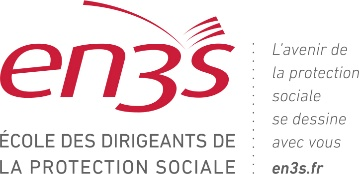 en3s
ÉCOLE DES DIRIGEANTS DE
LA PROTECTION SOCIALE
L'avenir de
la protection
sociale
se dessine
avec vous
en3s.fr